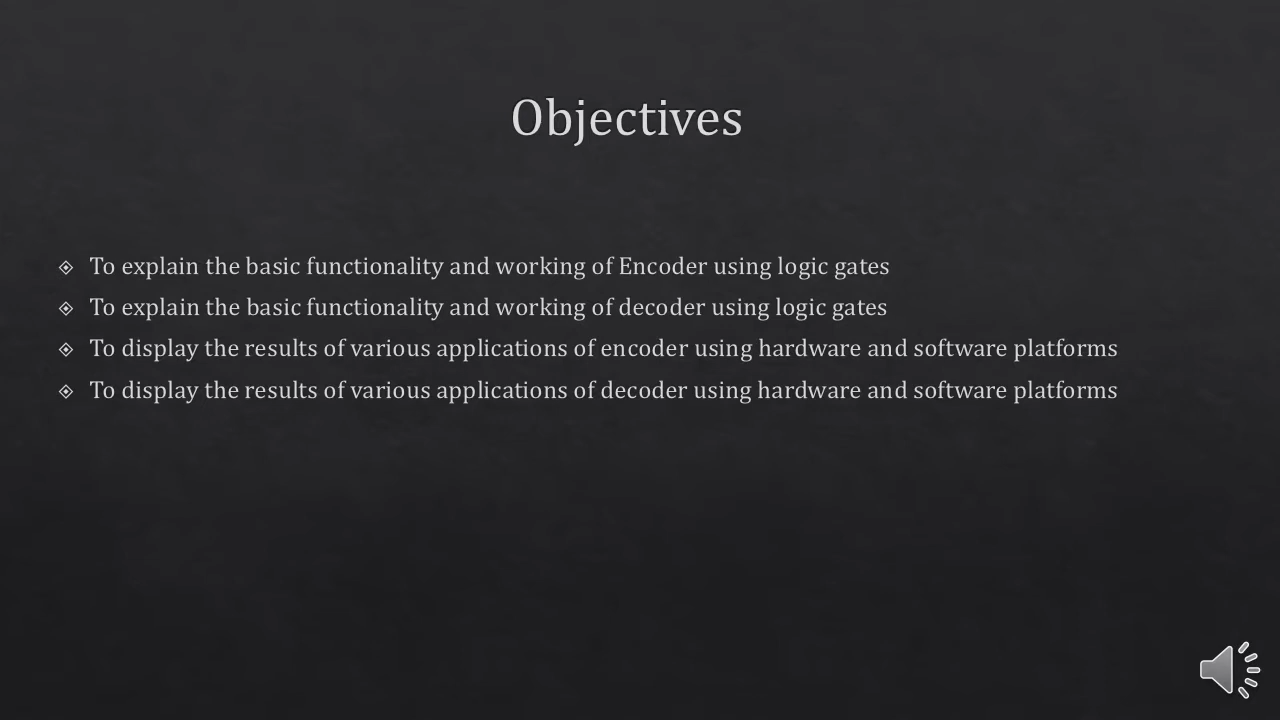 Objectives
To explain the basic functionality and working of Encoder using logic gates
To explain the basic functionality and working of decoder using logic gates
To display the results of various applications of encoder using hardware and software platforms
To display the results of various applications of decoder using hardware and software platforms